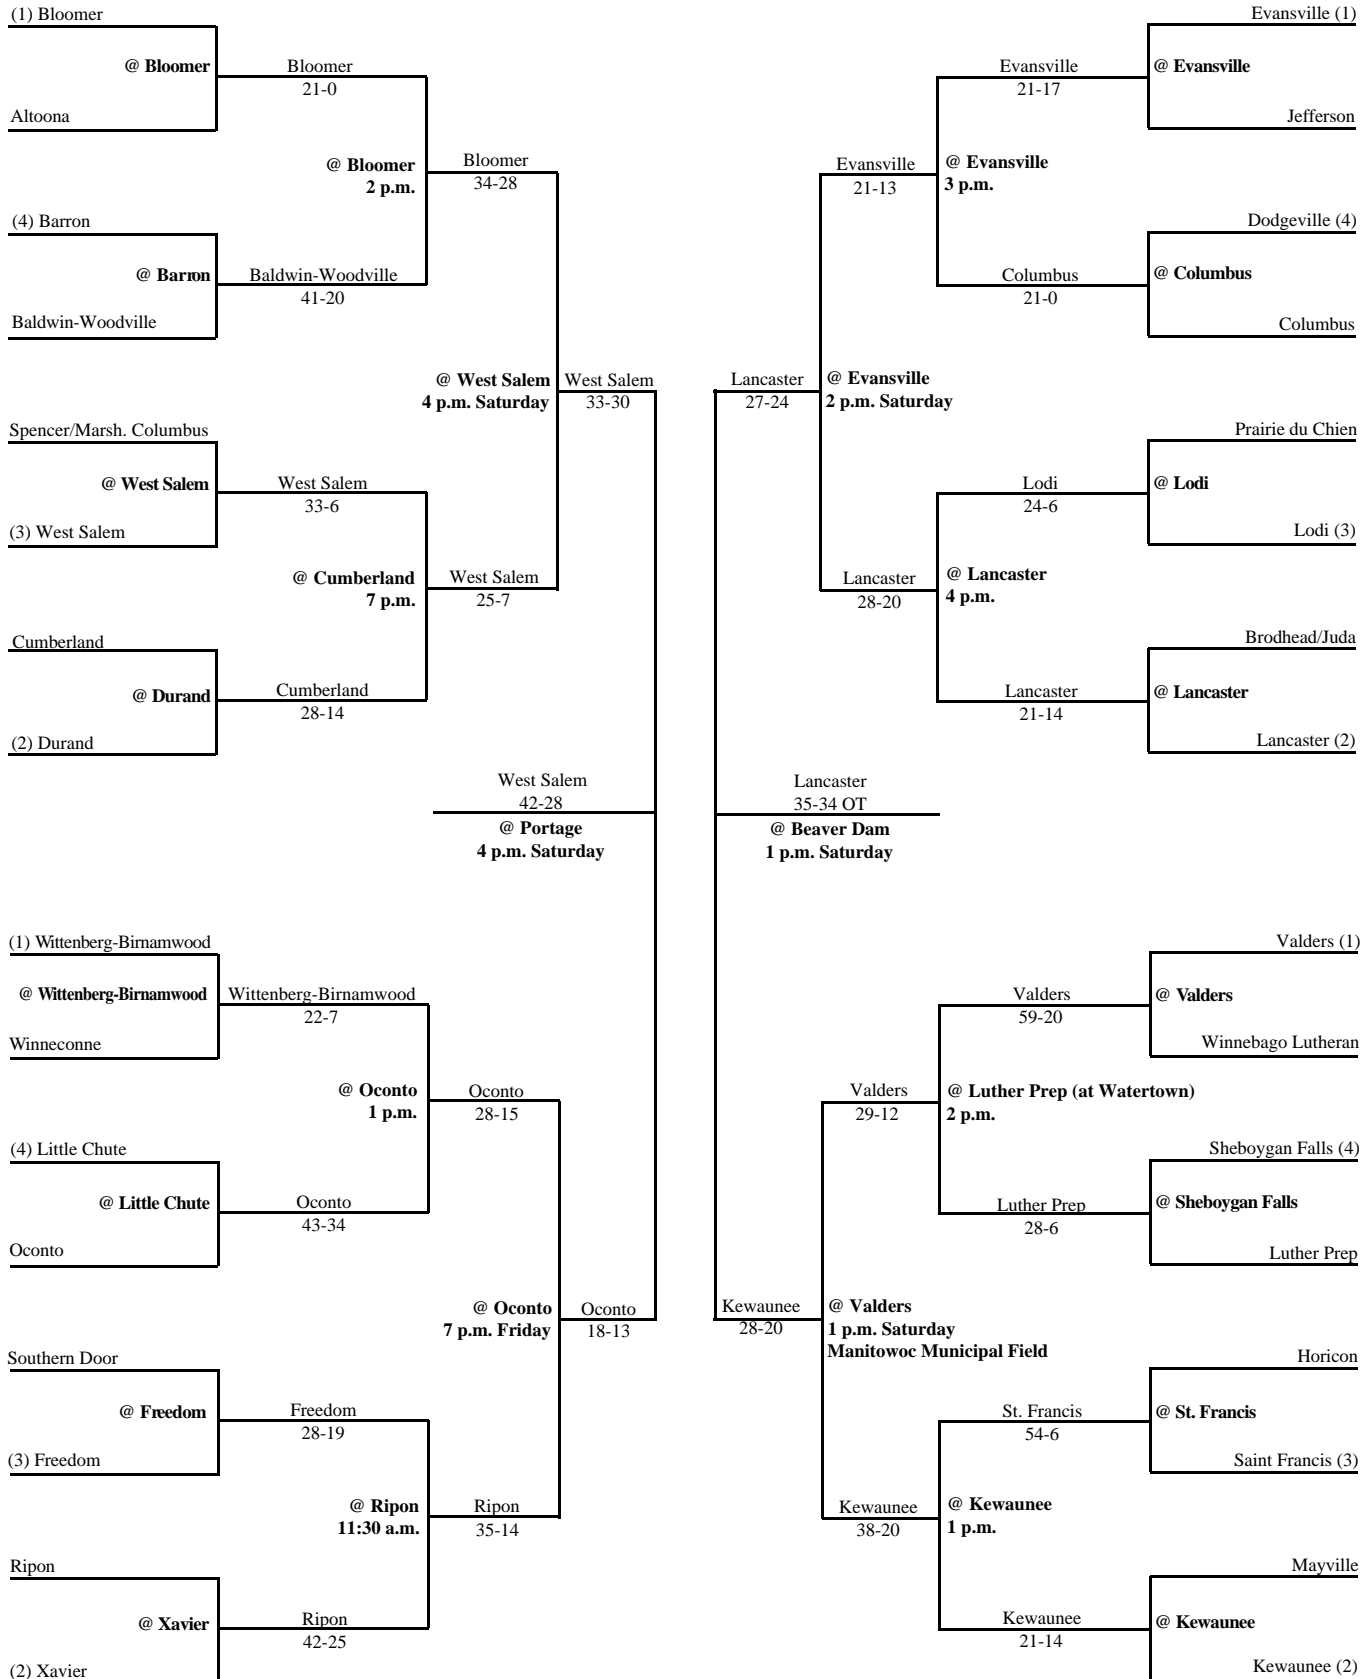 (1) Bloomer
@ Bloomer
Bloomer
21-0
Altoona
@ Bloomer
2 p.m.
Bloomer
34-28
(4) Barron
@ Barron
Baldwin-Woodville
41-20
Baldwin-Woodville
@ West Salem
4 p.m. Saturday
West Salem
33-30
Spencer/Marsh. Columbus
@ West Salem
West Salem
33-6
(3) West Salem
@ Cumberland
7 p.m.
West Salem
25-7
Cumberland
@ Durand
Cumberland
28-14
(2) Durand
West Salem
42-28
@ Portage
4 p.m. Saturday
(1) Wittenberg-Birnamwood
@ Wittenberg-Birnamwood
Wittenberg-Birnamwood
22-7
Winneconne
@ Oconto
1 p.m.
Oconto
28-15
(4) Little Chute
@ Little Chute
Oconto
43-34
Oconto
@ Oconto
7 p.m. Friday
Oconto
18-13
Southern Door
@ Freedom
Freedom
28-19
(3) Freedom
@ Ripon
11:30 a.m.
Ripon
35-14
Ripon
@ Xavier
Ripon
42-25
(2) Xavier
Evansville (1)
Evansville
21-17
@ Evansville
Jefferson
Evansville
21-13
@ Evansville
3 p.m.
Dodgeville (4)
Columbus
21-0
@ Columbus
Columbus
Lancaster
27-24
@ Evansville
2 p.m. Saturday
Prairie du Chien
Lodi
24-6
@ Lodi
Lodi (3)
Lancaster
28-20
@ Lancaster
4 p.m.
Brodhead/Juda
Lancaster
21-14
@ Lancaster
Lancaster (2)
Lancaster
35-34 OT
@ Beaver Dam
1 p.m. Saturday
Valders (1)
Valders
59-20
@ Valders
Winnebago Lutheran
Valders
29-12
@ Luther Prep (at Watertown)
2 p.m.
Sheboygan Falls (4)
Luther Prep
28-6
@ Sheboygan Falls
Luther Prep
Kewaunee
28-20
@ Valders
1 p.m. Saturday
Manitowoc Municipal Field
Horicon
St. Francis
54-6
@ St. Francis
Saint Francis (3)
Kewaunee
38-20
@ Kewaunee
1 p.m.
Mayville
Kewaunee
21-14
@ Kewaunee
Kewaunee (2)